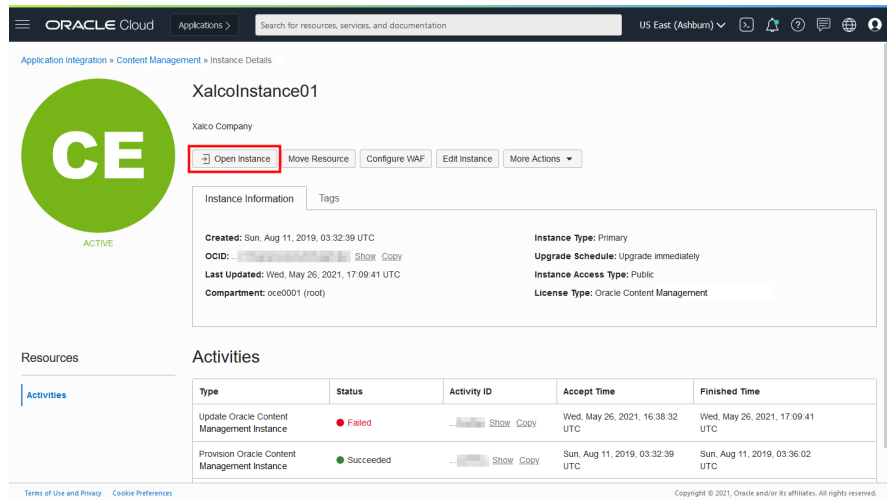 ORACLE Cloud
Applications >
Search for resources, services, and documentation
US East (Ashburn)
Application Integration » Content Management » Instance Details
CE
ACTIVE
XalcoInstance01
Xalco Company
Open Instance
Move Resource
Configure WAF
Edit Instance
More Actions
Instance Information
Tags
Created: Sun, Aug 11, 2019, 03:32:39 UTC
OCID: ... Show Copy
Last Updated: Wed, May 26, 2021, 17:09:41 UTC
Compartment: oce0001 (root)
Instance Type: Primary
Upgrade Schedule: Upgrade immediately
Instance Access Type: Public
License Type: Oracle Content Management
Resources
Activities
Activities
Type Status Activity ID Accept Time Finished Time
Update Oracle Content Failed ... Show Copy Wed, May 26, 2021, 16:38:32 Wed, May 26, 2021, 17:09:41
Management Instance UTC UTC
Provision Oracle Content Succeeded ... Show Copy Sun, Aug 11, 2019, 03:32:39 Sun, Aug 11, 2019, 03:36:02
Management Instance UTC UTC
Terms of Use and Privacy Cookie Preferences
Copyright © 2021, Oracle and/or its affiliates. All rights reserved.